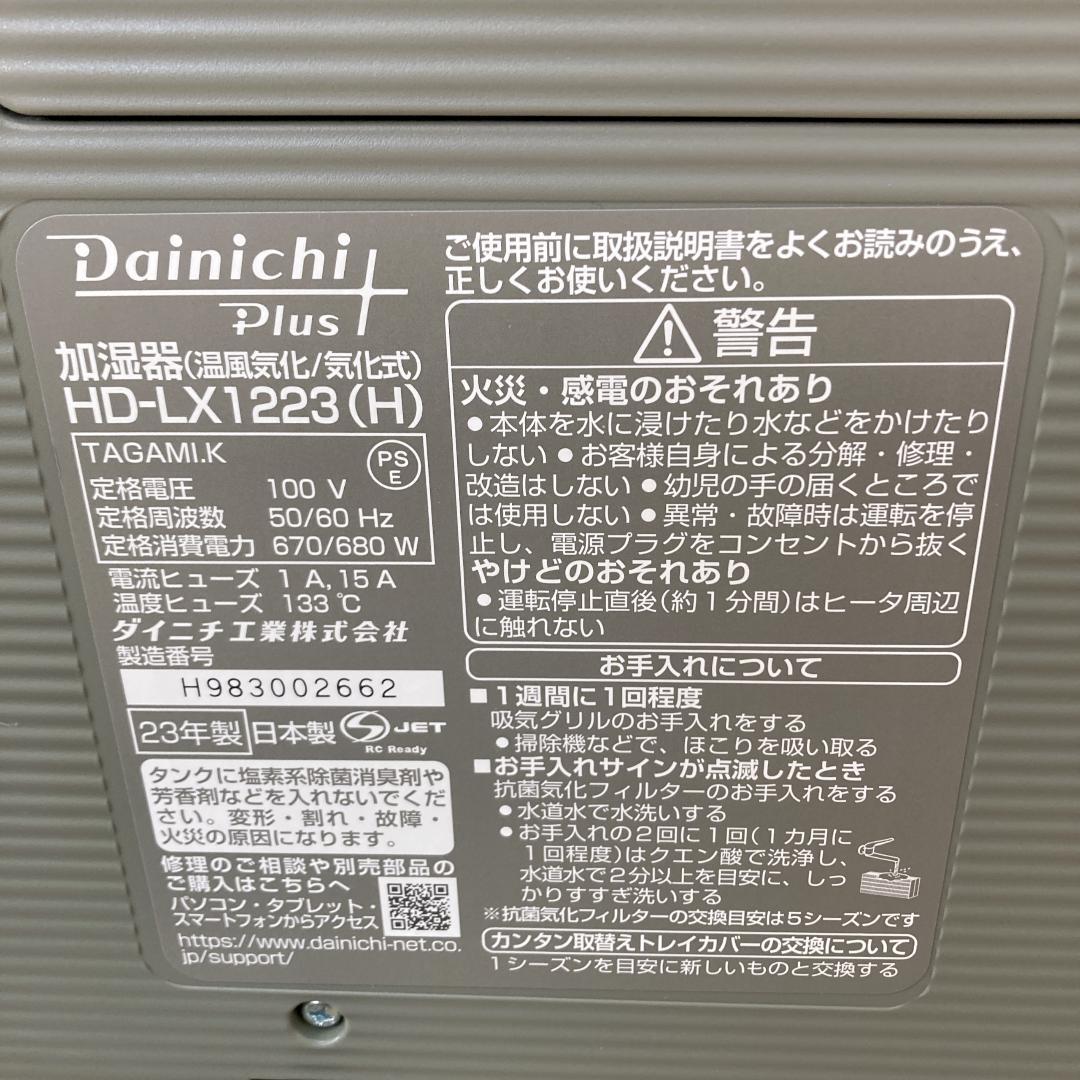 Dainichi
Plus
加湿器(温風気化/気化式)
HD-LX1223(H)
TAGAMI.K
PS
E
定格電圧 100 V
定格周波数 50/60 Hz
定格消費電力 670/680 W
電流ヒューズ 1 A, 15 A
温度ヒューズ 133 ℃
ダイニチ工業株式会社
製造番号
H983002662
23年製 日本製 S JET
RC Ready
タンクに塩素系除菌消臭剤や
芳香剤などを入れないでくだ
さい。変形・割れ・故障・
火災の原因になります。
修理のご相談や別売部品の
ご購入はこちらへ
パソコン・タブレット・
スマートフォンからアクセス
https://www.dainichi-net.co.
jp/support/
ご使用前に取扱説明書をよくお読みのうえ、
正しくお使いください。
警告
火災・感電のおそれあり
●本体を水に浸けたり水などをかけたり
しない ●お客様自身による分解・修理・
改造はしない ●幼児の手の届くところで
は使用しない ●異常・故障時は運転を停
止し、電源プラグをコンセントから抜く
やけどのおそれあり
●運転停止直後(約1分間)はヒータ周辺
に触れない
お手入れについて
■1週間に1回程度
吸気グリルのお手入れをする
●掃除機などで、ほこりを吸い取る
■お手入れサインが点滅したとき
抗菌気化フィルターのお手入れをする
●水道水で水洗いする
●お手入れの2回に1回(1カ月に
1回程度)はクエン酸で洗浄し、
水道水で2分以上を目安に、しっ
かりすすぎ洗いする
※抗菌気化フィルターの交換目安は5シーズンです
カンタン取替えトレイカバーの交換について
1シーズンを目安に新しいものと交換する